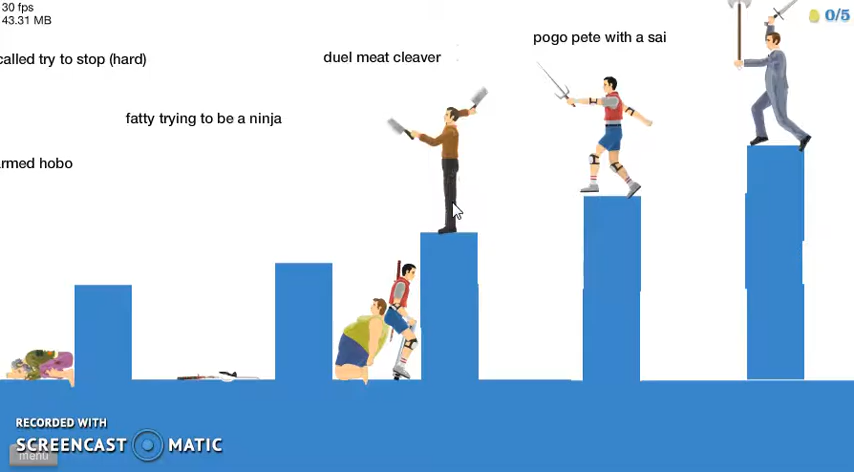 30 fps
43.31 MB
0/5
pogo pete with a sai
called try to stop (hard)
duel meat cleaver
fatty trying to be a ninja
armed hobo
RECORDED WITH
SCREENCAST MATIC
menu